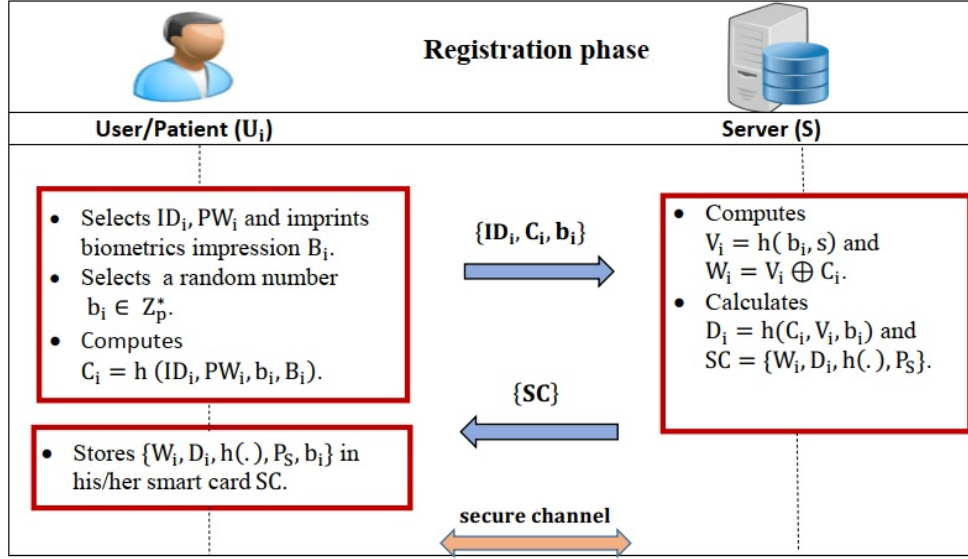 Registration phase
User/Patient (Uᵢ)
Server (S)
• Selects IDᵢ, PWᵢ and imprints
biometrics impression Bᵢ.
• Selects a random number
bᵢ ∈ Zₚ*.
• Computes
Cᵢ = h (IDᵢ, PWᵢ, bᵢ, Bᵢ).
{IDᵢ, Cᵢ, bᵢ}
• Computes
Vᵢ = h( bᵢ, s) and
Wᵢ = Vᵢ ⊕ Cᵢ.
• Calculates
Dᵢ = h(Cᵢ, Vᵢ, bᵢ) and
SC = {Wᵢ, Dᵢ, h(.), P_S}.
{SC}
• Stores {Wᵢ, Dᵢ, h(.), P_S, bᵢ} in
his/her smart card SC.
secure channel